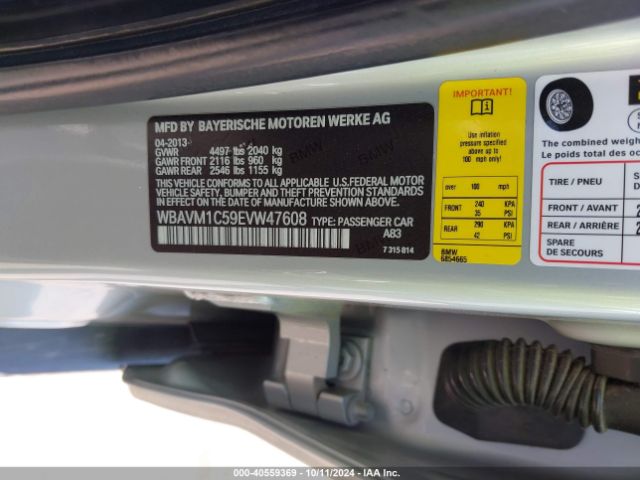 MFD BY BAYERISCHE MOTOREN WERKE AG
04-2013
GVWR 4497 lbs 2040 kg
GAWR FRONT 2116 lbs 960 kg
GAWR REAR 2546 lbs 1155 kg
THIS VEHICLE CONFORMS TO ALL APPLICABLE U.S. FEDERAL MOTOR
VEHICLE SAFETY, BUMPER, AND THEFT PREVENTION STANDARDS
IN EFFECT ON THE DATE OF MANUFACTURE SHOWN ABOVE.
WBAVM1C59EVW47608 TYPE: PASSENGER CAR
A83
7 315 814
IMPORTANT!
Use inflation
pressure specified
above up to
100 mph only!
over 100 mph
FRONT 240 KPA
35 PSI
REAR 290 KPA
42 PSI
BMW
6854665
The combined weight
Le poids total des oc
TIRE / PNEU
FRONT / AVANT
REAR / ARRIÈRE
SPARE
DE SECOURS
000-40559369 - 10/11/2024 - IAA Inc.